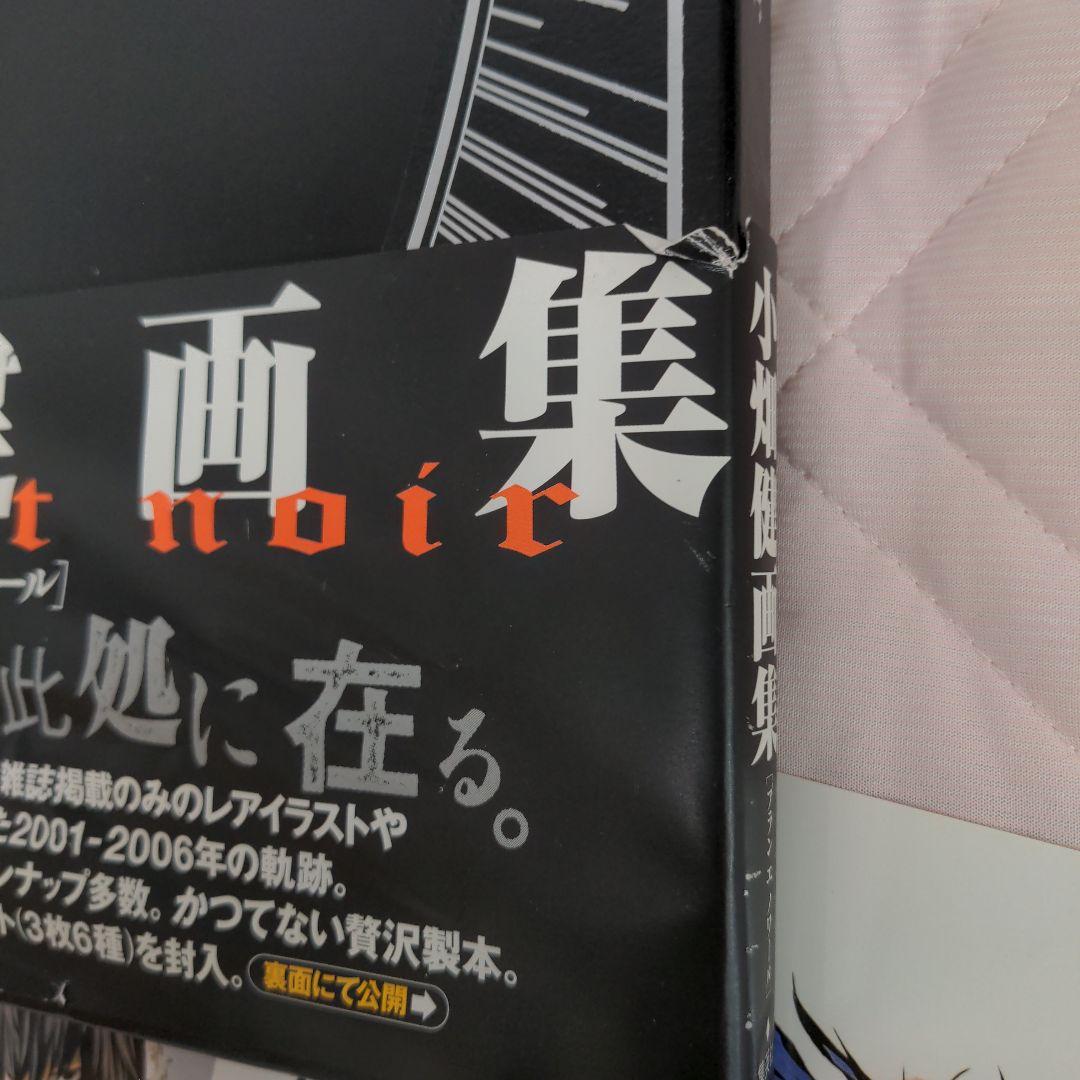 健画集
t noir
ール]
此処に在る。
雑誌掲載のみのレアイラストや
た2001-2006年の軌跡。
ンナップ多数。かつてない贅沢製本。
ト(3枚6種)を封入。 裏面にて公開
小畑健画集